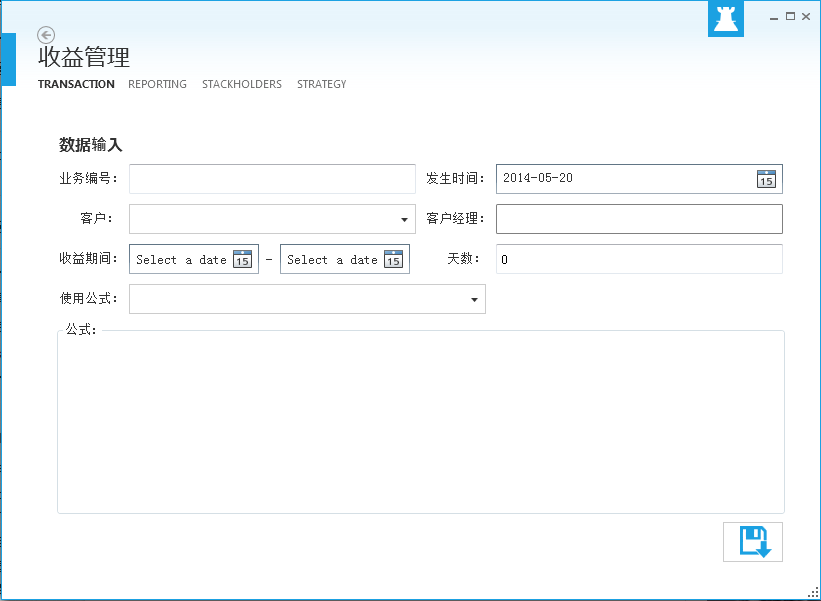 收益管理
TRANSACTION REPORTING STACKHOLDERS STRATEGY
数据输入
业务编号: 发生时间: 2014-05-20 15
客户: 客户经理:
收益期间: Select a date 15 - Select a date 15 天数: 0
使用公式:
公式: